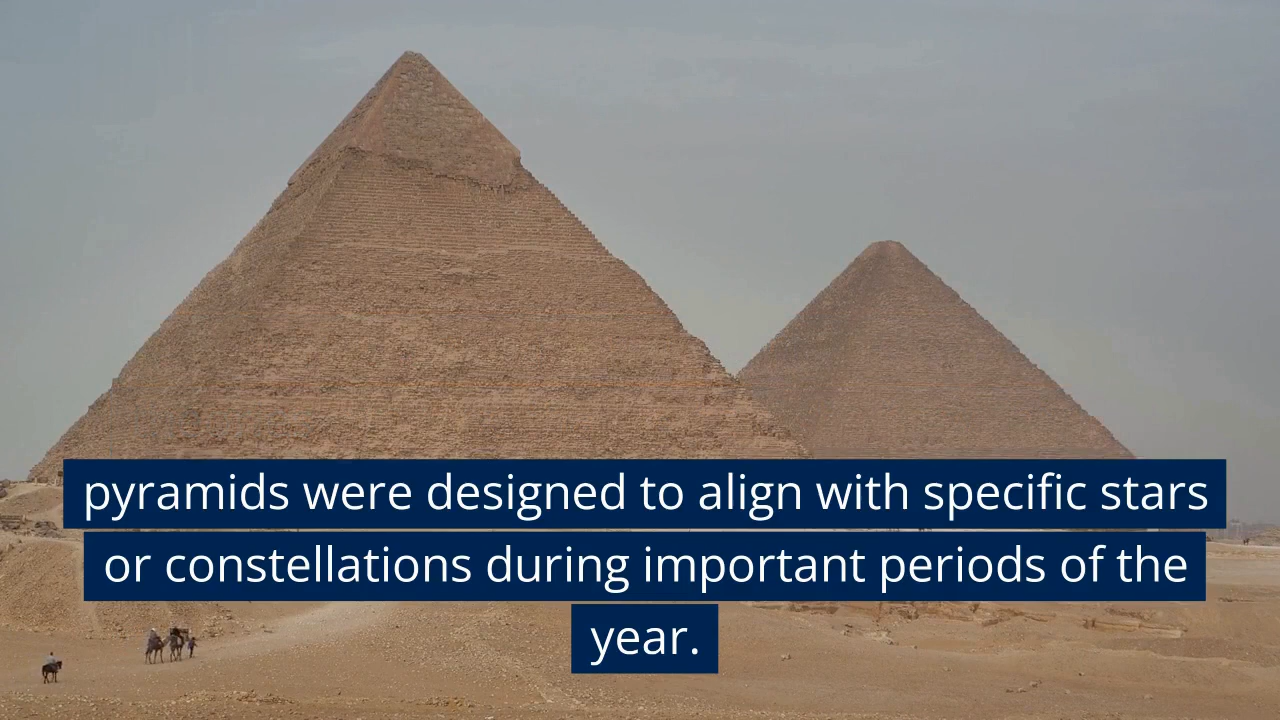 pyramids were designed to align with specific stars
or constellations during important periods of the
year.